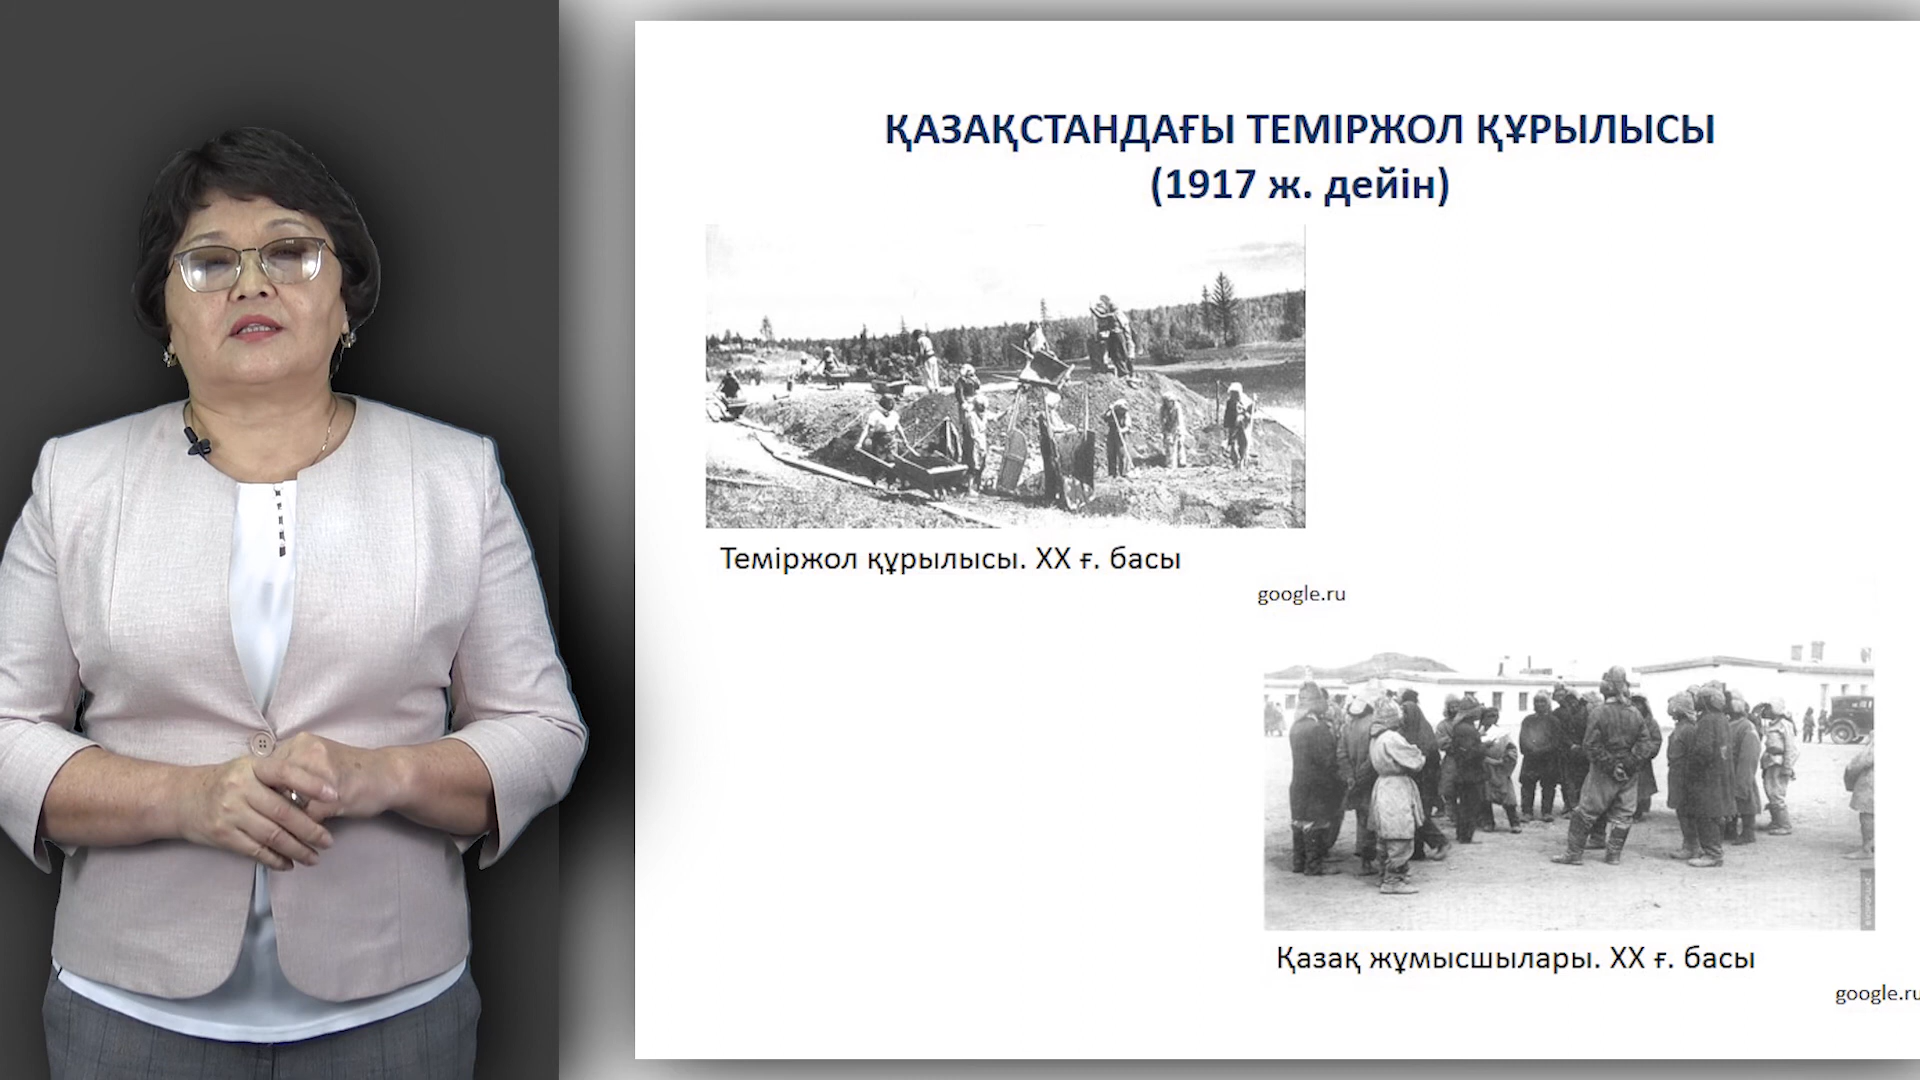 ҚАЗАҚСТАНДАҒЫ ТЕМІРЖОЛ ҚҰРЫЛЫСЫ
(1917 ж. дейін)
Теміржол құрылысы. ХХ ғ. басы
google.ru
Қазақ жұмысшылары. ХХ ғ. басы
google.ru